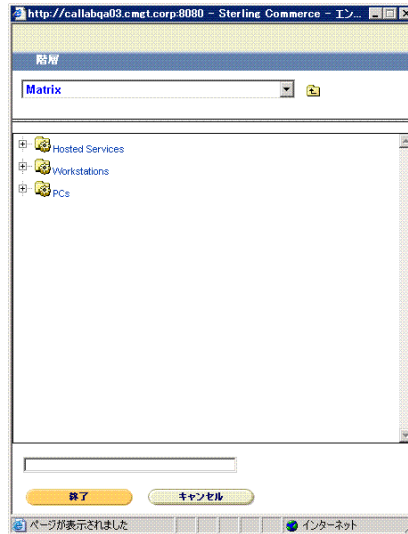 http://callabqa03.cmgt.corp:8080 - Sterling Commerce - エン...
階層
Matrix
Hosted Services
Workstations
PCs
終了
キャンセル
ページが表示されました
インターネット